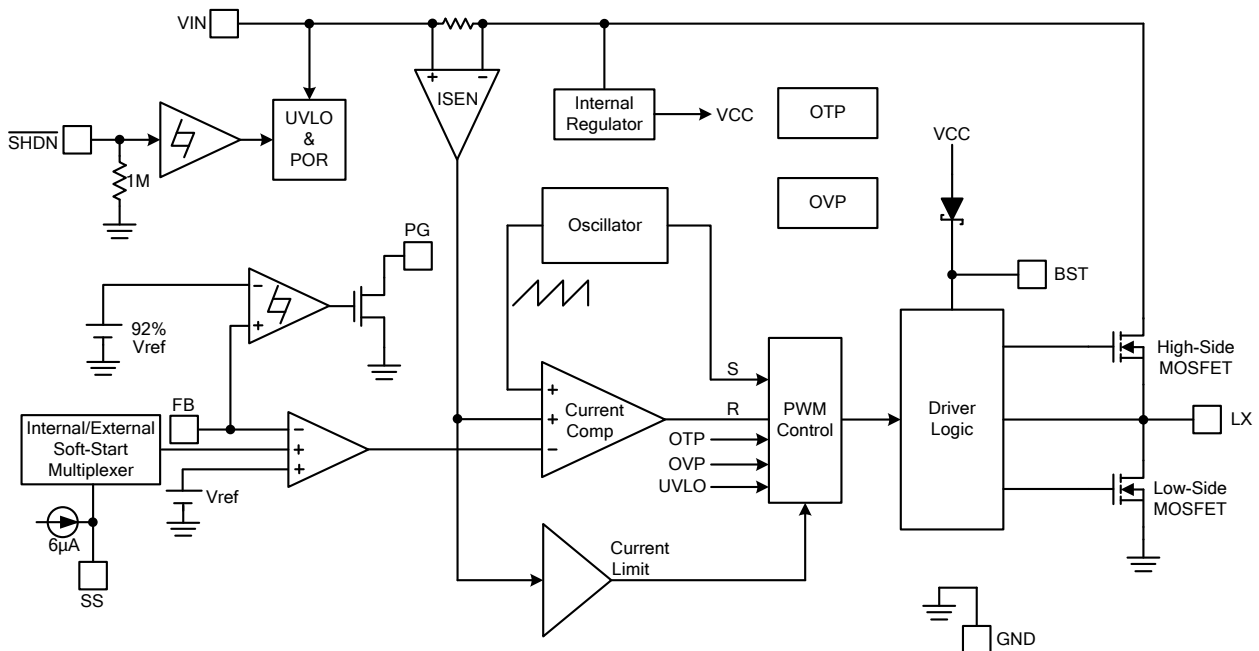 VIN
+ −
ISEN
Internal
Regulator
VCC
OTP
SHDN
UVLO
&
POR
1M
VCC
OVP
Oscillator
PG
BST
−
+
92%
Vref
High-Side
MOSFET
S
FB
Internal/External
Soft-Start
Multiplexer
−
+
+
Vref
+
+
−
Current
Comp
R
PWM
Control
Driver
Logic
LX
OTP
OVP
UVLO
Low-Side
MOSFET
6µA
SS
Current
Limit
GND